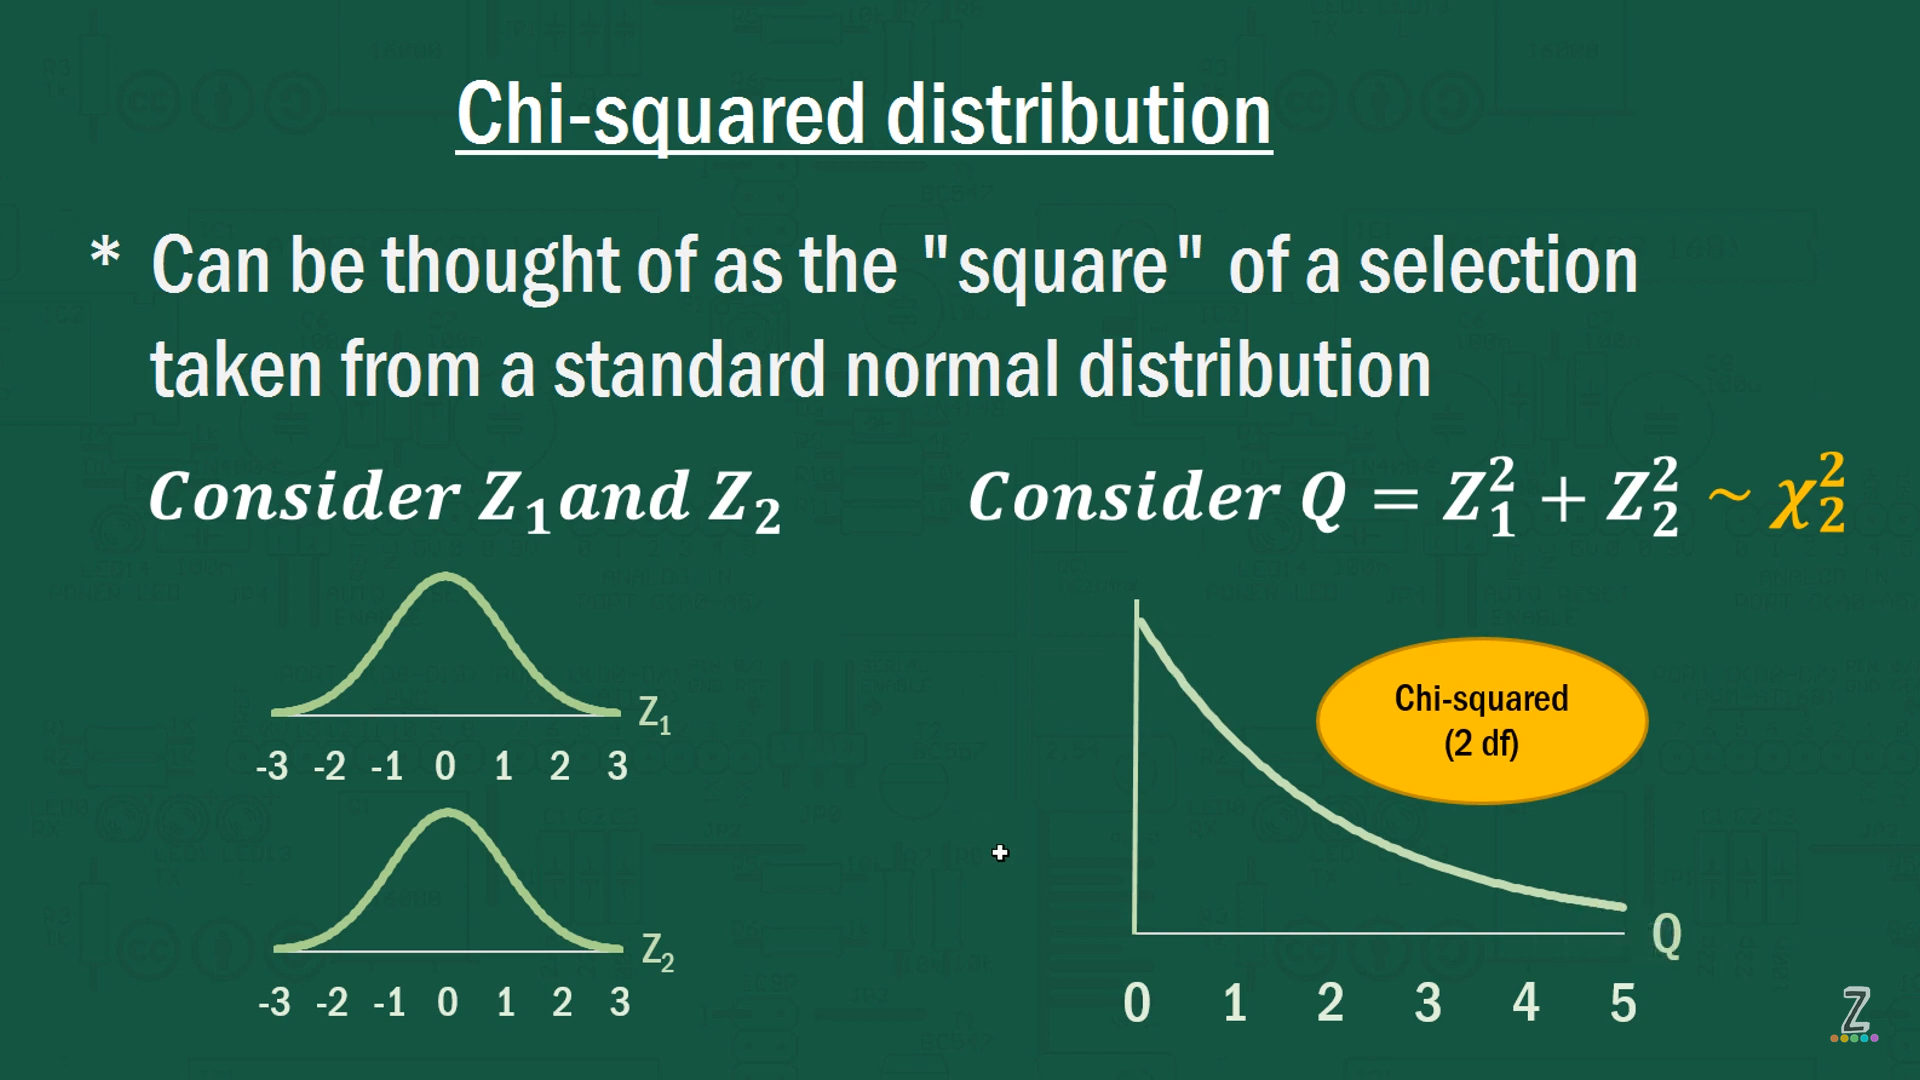 Chi-squared distribution
* Can be thought of as the "square" of a selection
taken from a standard normal distribution
Consider Z₁ and Z₂
Consider Q = Z₁² + Z₂² ~ χ₂²
Z₁
-3 -2 -1 0 1 2 3
Z₂
-3 -2 -1 0 1 2 3
Chi-squared
(2 df)
Q
0 1 2 3 4 5
Z